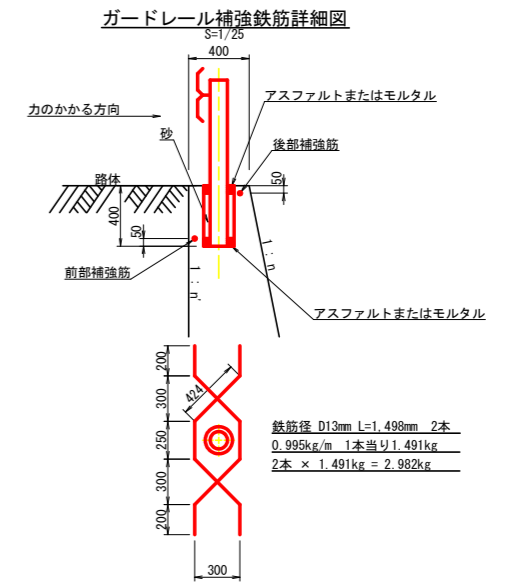 ガードレール補強鉄筋詳細図
S=1/25
400
アスファルトまたはモルタル
力のかかる方向
砂
後部補強筋
50
路体
400
50
前部補強筋
1 : n'
1 : n
アスファルトまたはモルタル
200
300
424
250
300
200
300
鉄筋径 D13mm L=1,498mm 2本
0.995kg/m 1本当り1.491kg
2本 × 1.491kg = 2.982kg